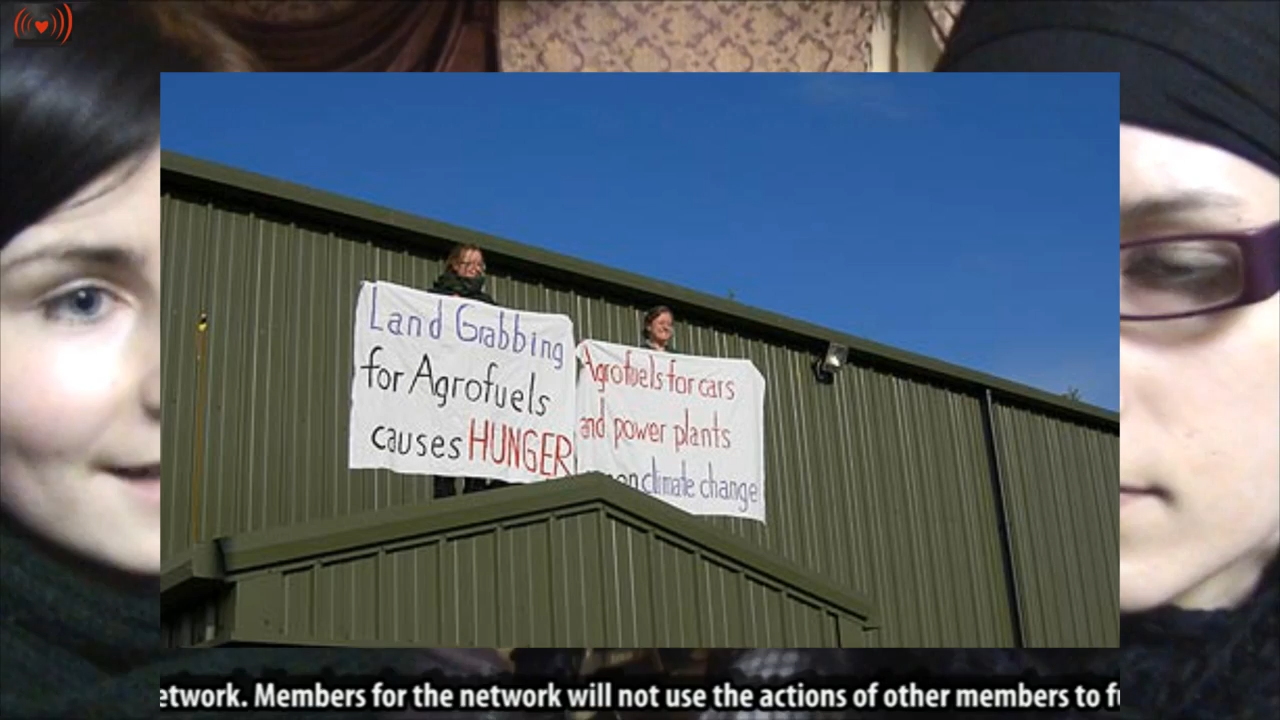 Land Grabbing
for Agrofuels
causes HUNGER
Agrofuels for cars
and power plants
climate change
etwork. Members for the network will not use the actions of other members to fu